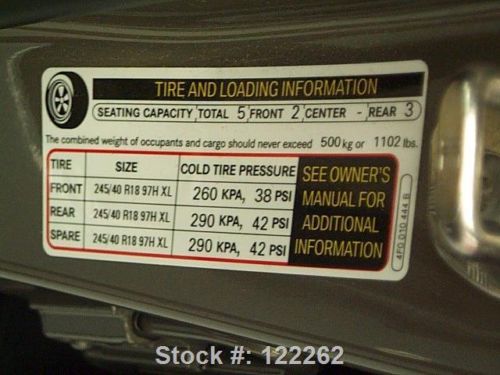 TIRE AND LOADING INFORMATION
SEATING CAPACITY TOTAL 5 FRONT 2 CENTER - REAR 3
The combined weight of occupants and cargo should never exceed 500 kg or 1102 lbs.
TIRE SIZE COLD TIRE PRESSURE
FRONT 245/40 R18 97H XL 260 KPA, 38 PSI
REAR 245/40 R18 97H XL 290 KPA, 42 PSI
SPARE 245/40 R18 97H XL 290 KPA, 42 PSI
SEE OWNER'S
MANUAL FOR
ADDITIONAL
INFORMATION
4F0 010 444 B
Stock #: 122262